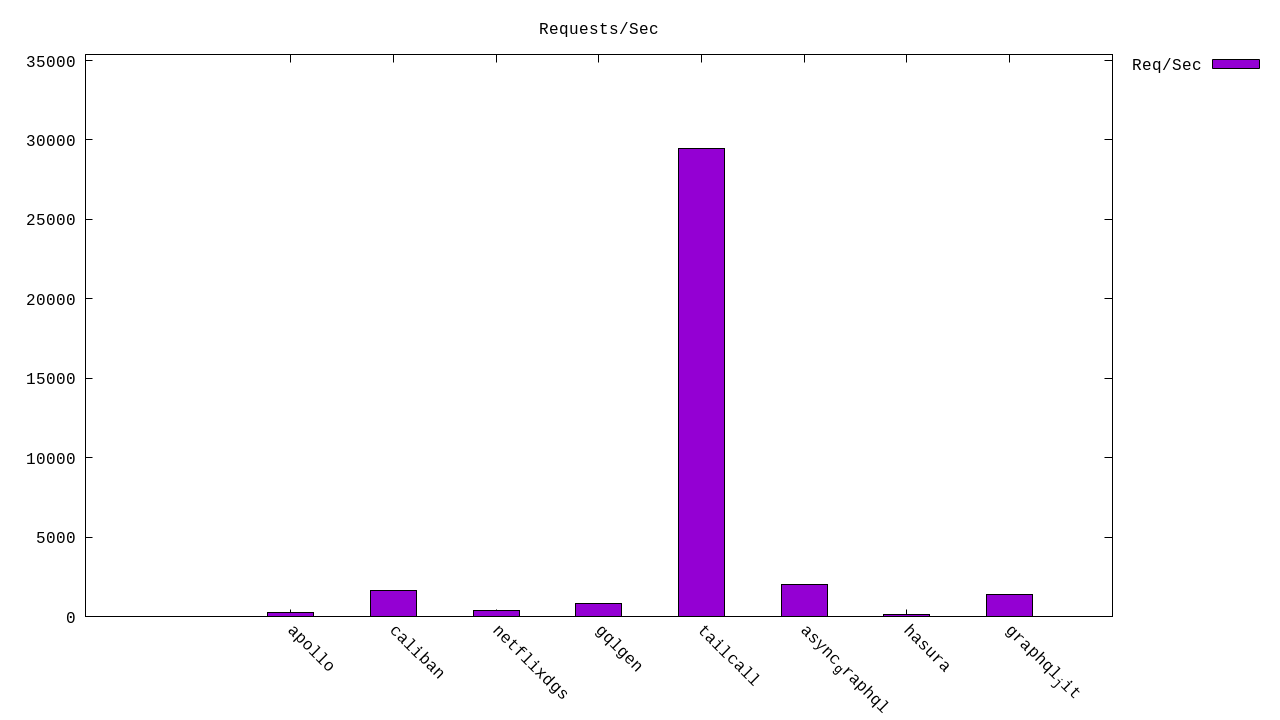 Requests/Sec
Req/Sec
35000
30000
25000
20000
15000
10000
5000
0
apollo
caliban
netflixdgs
gqlgen
tailcall
asyncgraphql
hasura
graphqljit